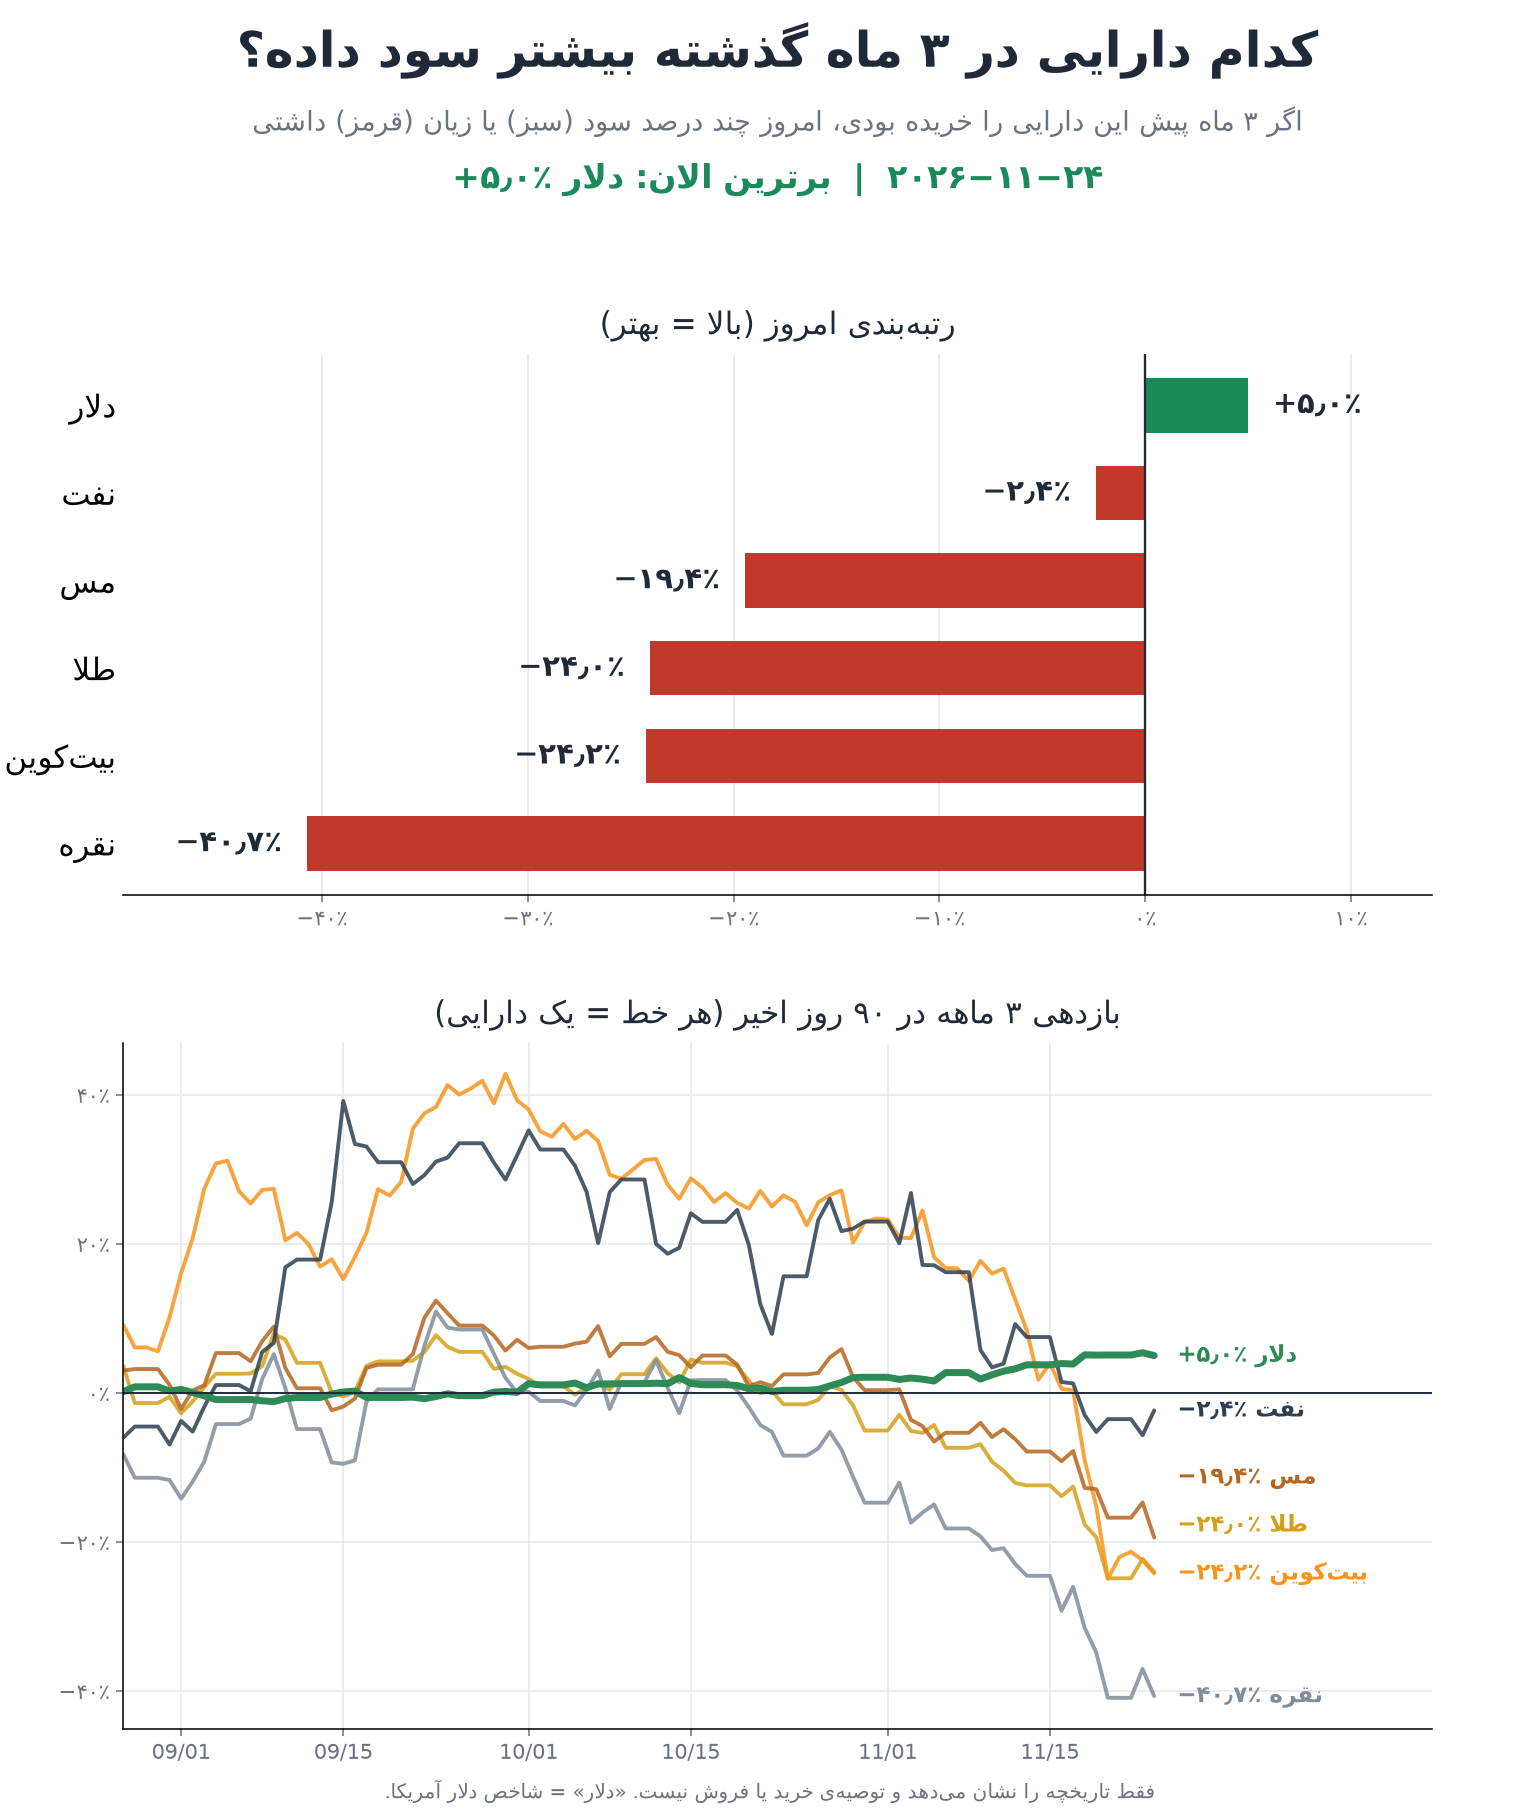 کدام دارایی در ۳ ماه گذشته بیشتر سود داده؟
اگر ۳ ماه پیش این دارایی را خریده بودی، امروز چند درصد سود (سبز) یا زیان (قرمز) داشتی
۲۰۲۶−۱۱−۲۴ | برترین الان: دلار +۵٫۰٪
رتبه‌بندی امروز (بالا = بهتر)
دلار +۵٫۰٪
نفت −۲٫۴٪
مس −۱۹٫۴٪
طلا −۲۴٫۰٪
بیت‌کوین −۲۴٫۲٪
نقره −۴۰٫۷٪
−۴۰٪ −۳۰٪ −۲۰٪ −۱۰٪ ۰٪ ۱۰٪
بازدهی ۳ ماهه در ۹۰ روز اخیر (هر خط = یک دارایی)
۴۰٪
۲۰٪
۰٪
−۲۰٪
−۴۰٪
دلار +۵٫۰٪
نفت −۲٫۴٪
مس −۱۹٫۴٪
طلا −۲۴٫۰٪
بیت‌کوین −۲۴٫۲٪
نقره −۴۰٫۷٪
09/01 09/15 10/01 10/15 11/01 11/15
فقط تاریخچه را نشان می‌دهد و توصیه‌ی خرید یا فروش نیست. «دلار» = شاخص دلار آمریکا.